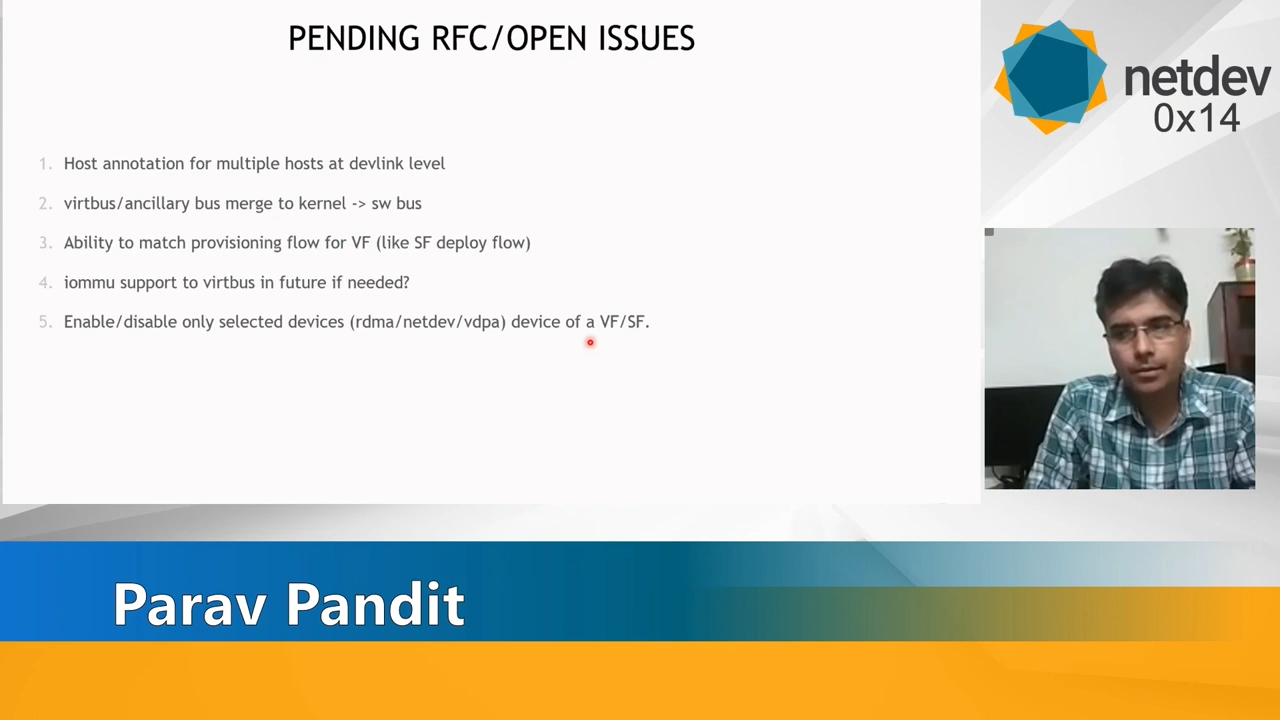 PENDING RFC/OPEN ISSUES
1. Host annotation for multiple hosts at devlink level
2. virtbus/ancillary bus merge to kernel -> sw bus
3. Ability to match provisioning flow for VF (like SF deploy flow)
4. iommu support to virtbus in future if needed?
5. Enable/disable only selected devices (rdma/netdev/vdpa) device of a VF/SF.
netdev
0x14
Parav Pandit